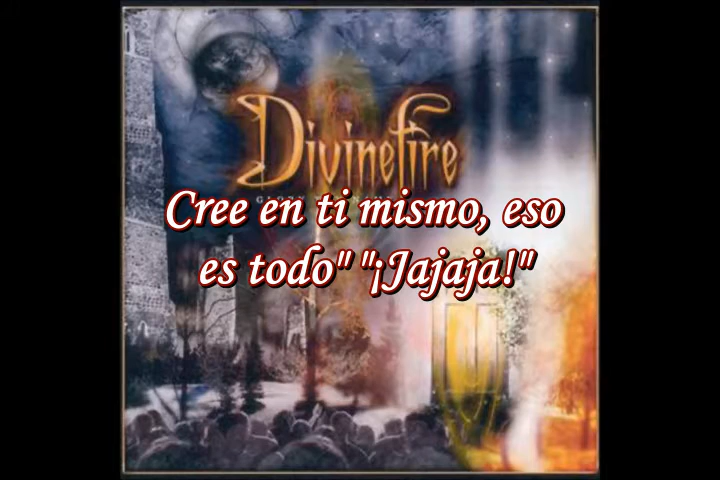 Divinefire
Cree en ti mismo, eso
es todo" "¡Jajaja!"